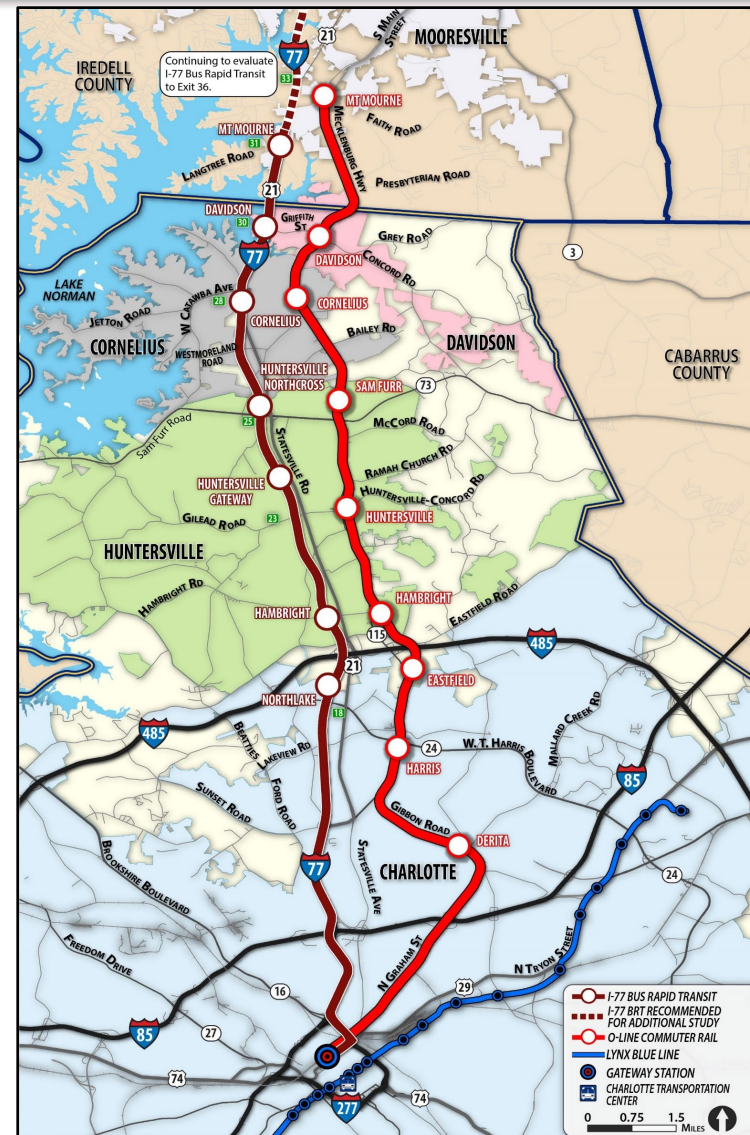 21
S MAIN
STREET
MOORESVILLE
77
IREDELL
COUNTY
Continuing to evaluate
I-77 Bus Rapid Transit
to Exit 36.
33
MT MOURNE
MECKLENBURG HWY
FAITH ROAD
MT MOURNE
31
LANGTREE ROAD
PRESBYTERIAN ROAD
21
DAVIDSON
30
GRIFFITH
ST
GREY ROAD
77
DAVIDSON
CONCORD RD
3
LAKE
NORMAN
W CATAWBA AVE
28
CORNELIUS
JETTON ROAD
CORNELIUS
BAILEY RD
CORNELIUS
WESTMORELAND
ROAD
DAVIDSON
CABARRUS
COUNTY
HUNTERSVILLE
NORTHCROSS
SAM FURR
73
25
Sam Furr Road
MCCORD ROAD
STATESVILLE RD
RAMAH CHURCH RD
HUNTERSVILLE
GATEWAY
HUNTERSVILLE-CONCORD RD
GILEAD ROAD
23
HUNTERSVILLE
HUNTERSVILLE
HAMBRIGHT RD
HAMBRIGHT
HAMBRIGHT
EASTFIELD ROAD
115
485
21
EASTFIELD
NORTHLAKE
18
485
BEATTIES
FORD ROAD
LAKEVIEW RD
24
W. T. HARRIS
BOULEVARD
MALLARD CREEK RD
HARRIS
85
SUNSET ROAD
GIBBON ROAD
DERITA
77
STATESVILLE AVE
CHARLOTTE
24
BROOKSHIRE BOULEVARD
FREEDOM DRIVE
N GRAHAM ST
N TRYON STREET
16
29
85
27
74
74
277
I-77 BUS RAPID TRANSIT
I-77 BRT RECOMMENDED
FOR ADDITIONAL STUDY
O-LINE COMMUTER RAIL
LYNX BLUE LINE
GATEWAY STATION
CHARLOTTE TRANSPORTATION
CENTER
0 0.75 1.5
MILES